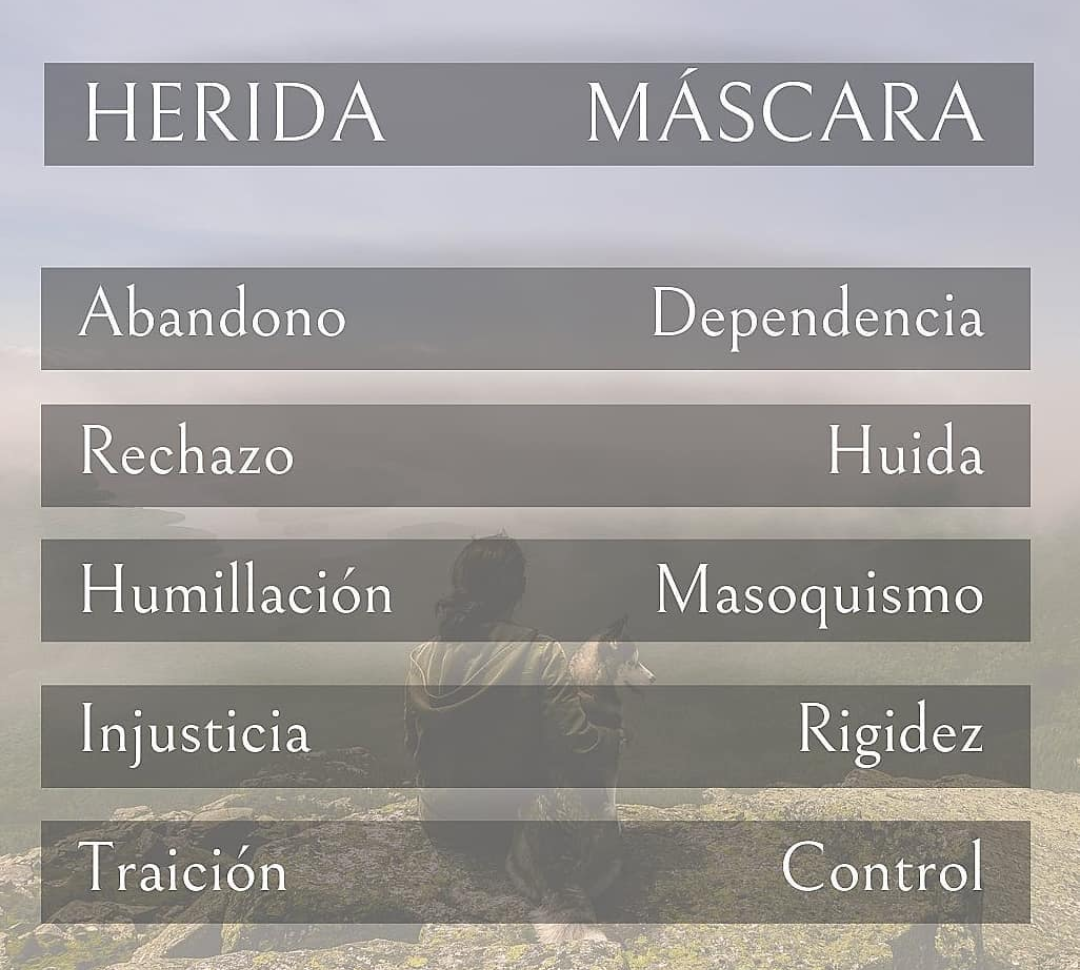 HERIDA MÁSCARA
Abandono Dependencia
Rechazo Huida
Humillación Masoquismo
Injusticia Rigidez
Traición Control